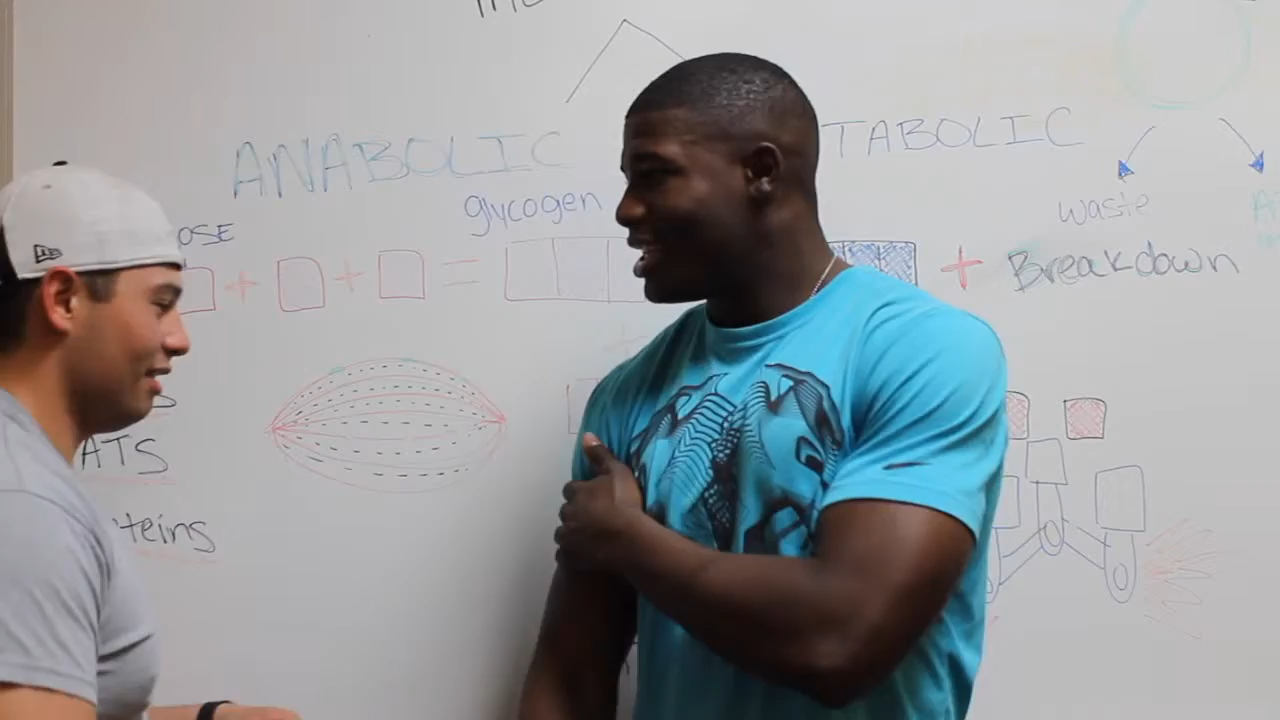 ANABOLIC
TABOLIC
glycogen
waste
OSE
+ + =
+ Breakdown
ATS
teins